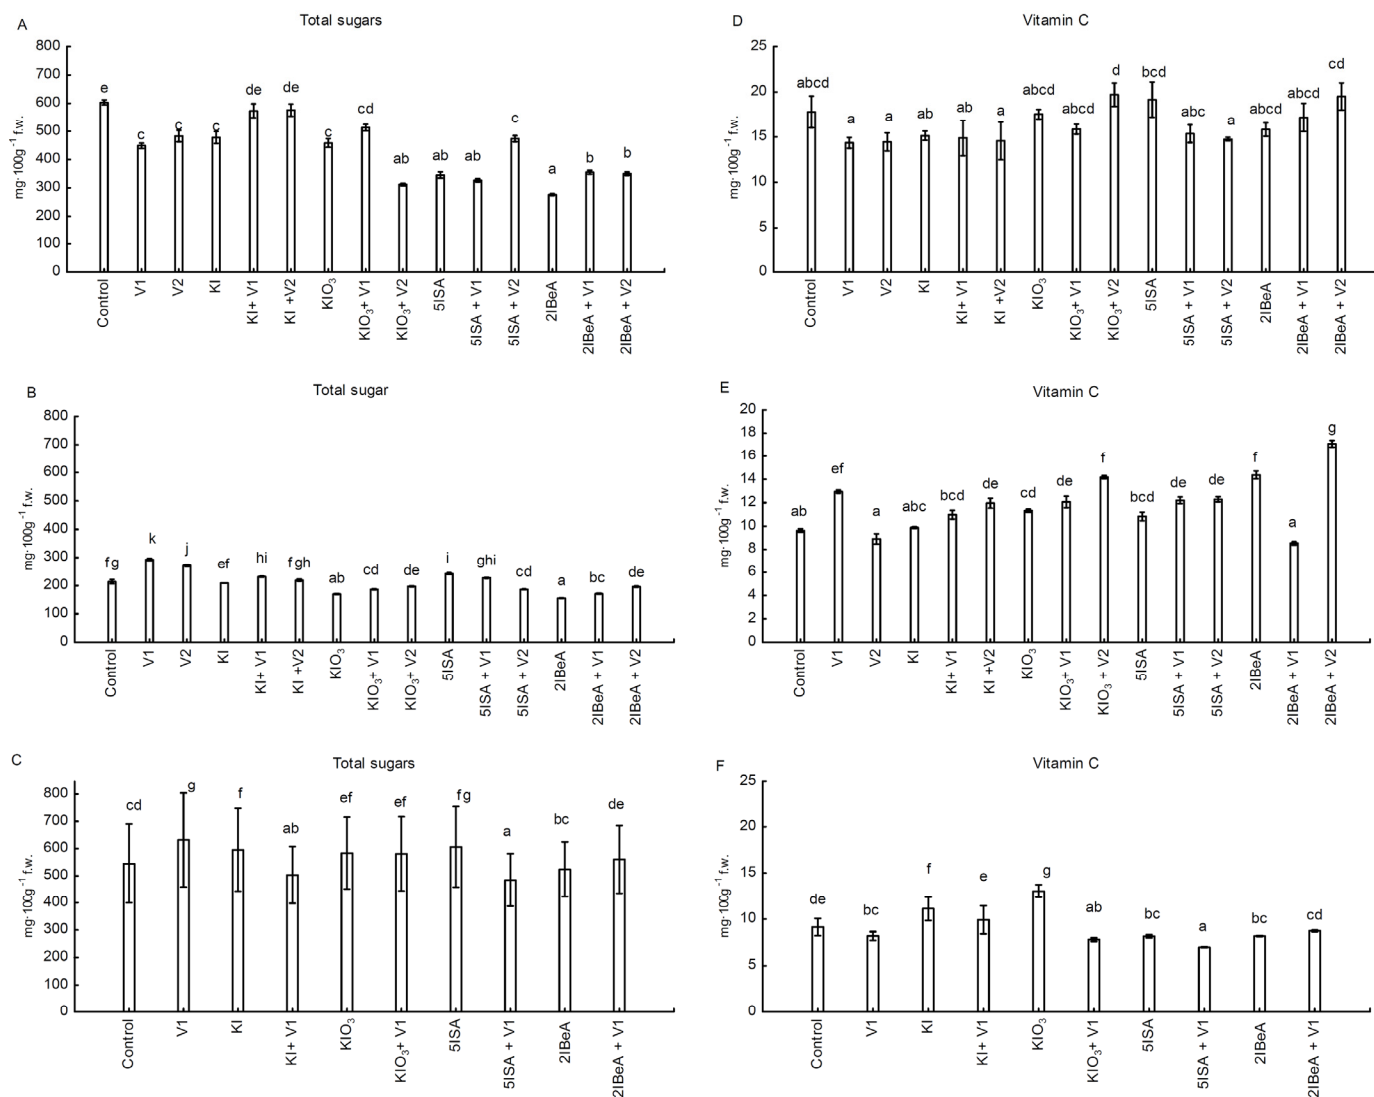 A
Total sugars
mg·100g⁻¹ f.w.
800
700
600
500
400
300
200
100
0
e
c
c
c
de
de
c
cd
ab
ab
ab
c
a
b
b
Control
V1
V2
KI
KI+ V1
KI +V2
KIO₃
KIO₃+ V1
KIO₃+ V2
5ISA
5ISA + V1
5ISA + V2
2IBeA
2IBeA + V1
2IBeA + V2
D
Vitamin C
mg·100g⁻¹ f.w.
25
20
15
10
5
0
abcd
a
a
ab
ab
a
abcd
abcd
d
bcd
abc
a
abcd
abcd
cd
Control
V1
V2
KI
KI+ V1
KI +V2
KIO₃
KIO₃+ V1
KIO₃+ V2
5ISA
5ISA + V1
5ISA + V2
2IBeA
2IBeA + V1
2IBeA + V2
B
Total sugar
mg·100g⁻¹ f.w.
800
700
600
500
400
300
200
100
0
fg
k
j
ef
hi
fgh
ab
cd
de
i
ghi
cd
a
bc
de
Control
V1
V2
KI
KI+ V1
KI +V2
KIO₃
KIO₃+ V1
KIO₃+ V2
5ISA
5ISA + V1
5ISA + V2
2IBeA
2IBeA + V1
2IBeA + V2
E
Vitamin C
mg·100g⁻¹ f.w.
20
18
16
14
12
10
8
6
4
2
0
ab
ef
a
abc
bcd
de
cd
de
f
bcd
de
de
f
a
g
Control
V1
V2
KI
KI+ V1
KI +V2
KIO₃
KIO₃+ V1
KIO₃ + V2
5ISA
5ISA + V1
5ISA + V2
2IBeA
2IBeA + V1
2IBeA + V2
C
Total sugars
mg·100g⁻¹ f.w.
800
700
600
500
400
300
200
100
0
cd
g
f
ab
ef
ef
fg
a
bc
de
Control
V1
KI
KI+ V1
KIO₃
KIO₃+ V1
5ISA
5ISA + V1
2IBeA
2IBeA + V1
F
Vitamin C
mg·100g⁻¹ f.w.
25
20
15
10
5
0
de
bc
f
e
g
ab
bc
a
bc
cd
Control
V1
KI
KI+ V1
KIO₃
KIO₃+ V1
5ISA
5ISA + V1
2IBeA
2IBeA + V1